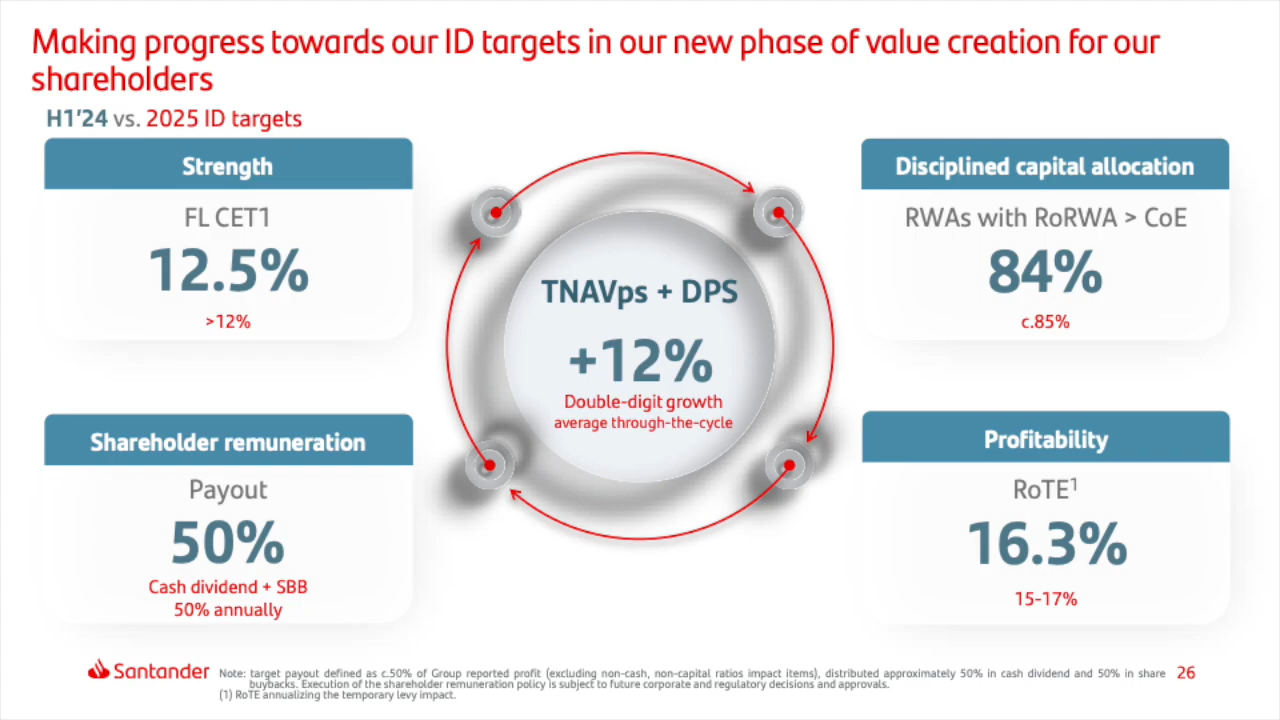 Making progress towards our ID targets in our new phase of value creation for our
shareholders
H1'24 vs. 2025 ID targets
Strength
FL CET1
12.5%
>12%
Disciplined capital allocation
RWAs with RoRWA > CoE
84%
c.85%
TNAVps + DPS
+12%
Double-digit growth
average through-the-cycle
Shareholder remuneration
Payout
50%
Cash dividend + SBB
50% annually
Profitability
RoTE¹
16.3%
15-17%
Santander
Note: target payout defined as c.50% of Group reported profit (excluding non-cash, non-capital ratios impact items), distributed approximately 50% in cash dividend and 50% in share
buybacks. Execution of the shareholder remuneration policy is subject to future corporate and regulatory decisions and approvals.
(1) RoTE annualizing the temporary levy impact.
26